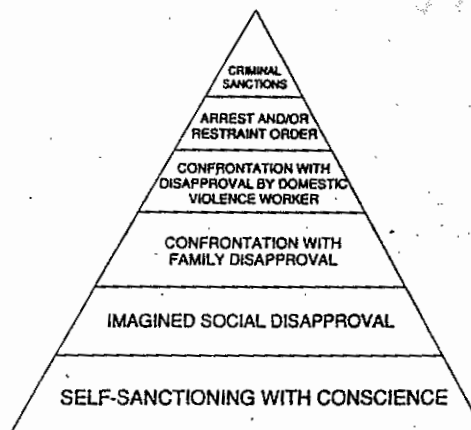 CRIMINAL
SANCTIONS
ARREST AND/OR
RESTRAINT ORDER
CONFRONTATION WITH
DISAPPROVAL BY DOMESTIC
VIOLENCE WORKER
CONFRONTATION WITH
FAMILY DISAPPROVAL
IMAGINED SOCIAL DISAPPROVAL
SELF-SANCTIONING WITH CONSCIENCE